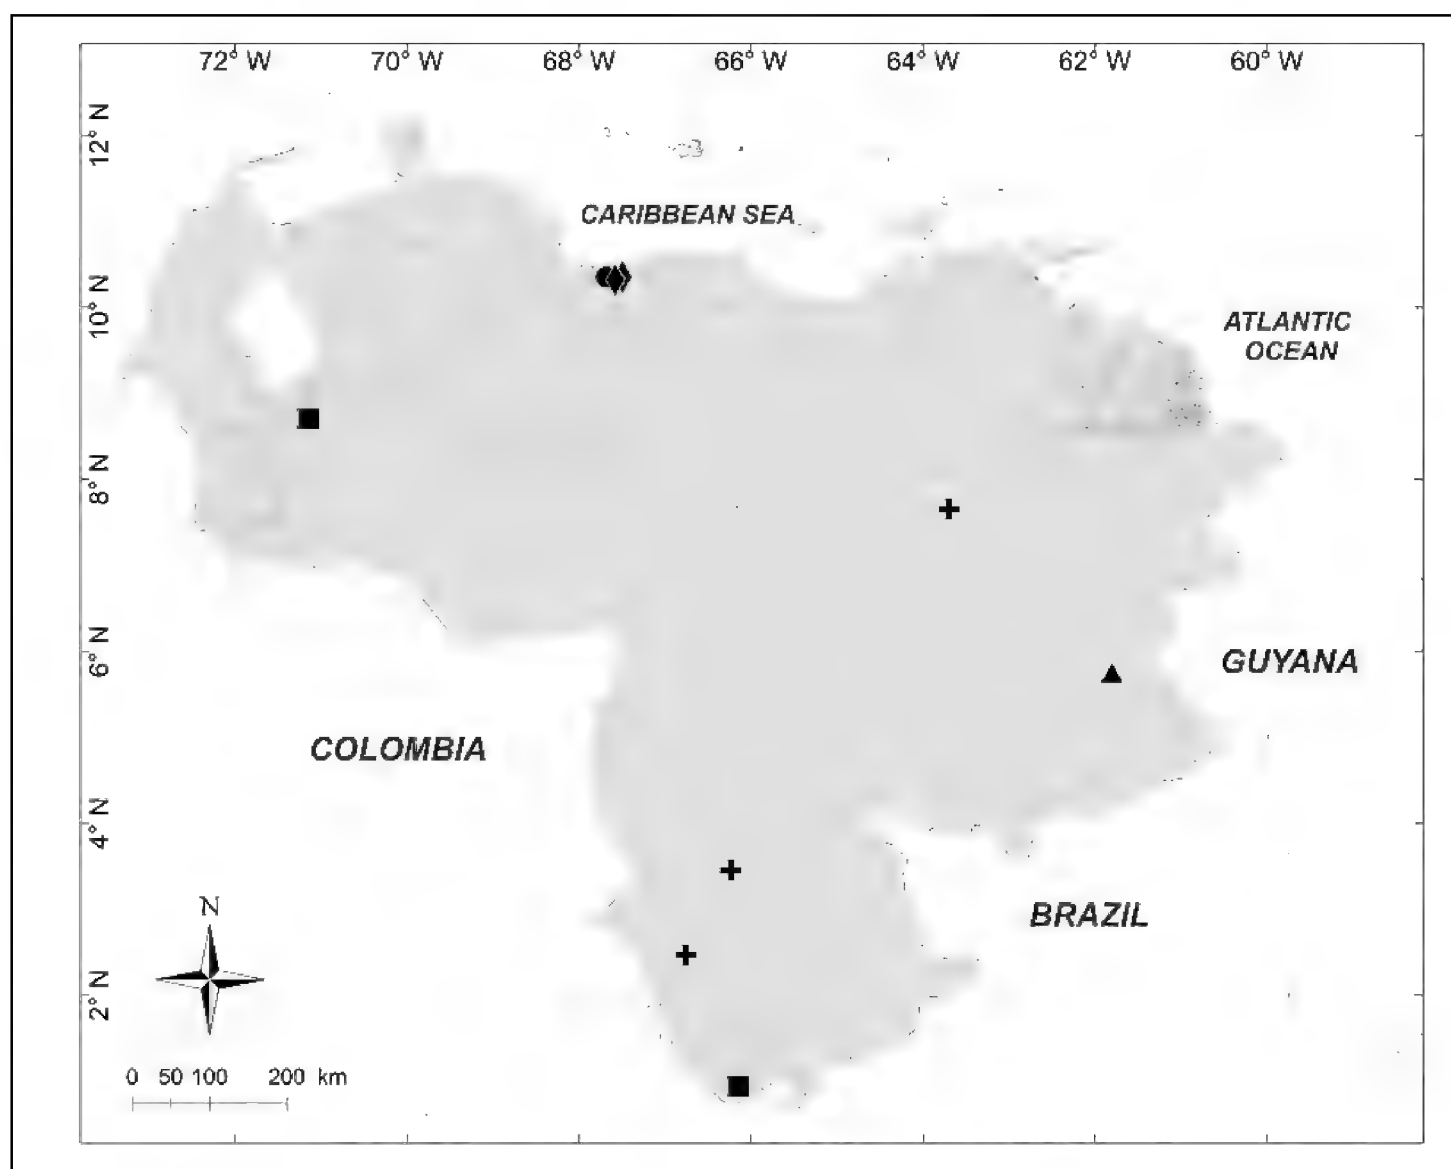 72° W 70° W 68° W 66° W 64° W 62° W 60° W
12° N
CARIBBEAN SEA
10° N
ATLANTIC
OCEAN
8° N
6° N
GUYANA
COLOMBIA
4° N
BRAZIL
N
2° N
0 50 100 200 km